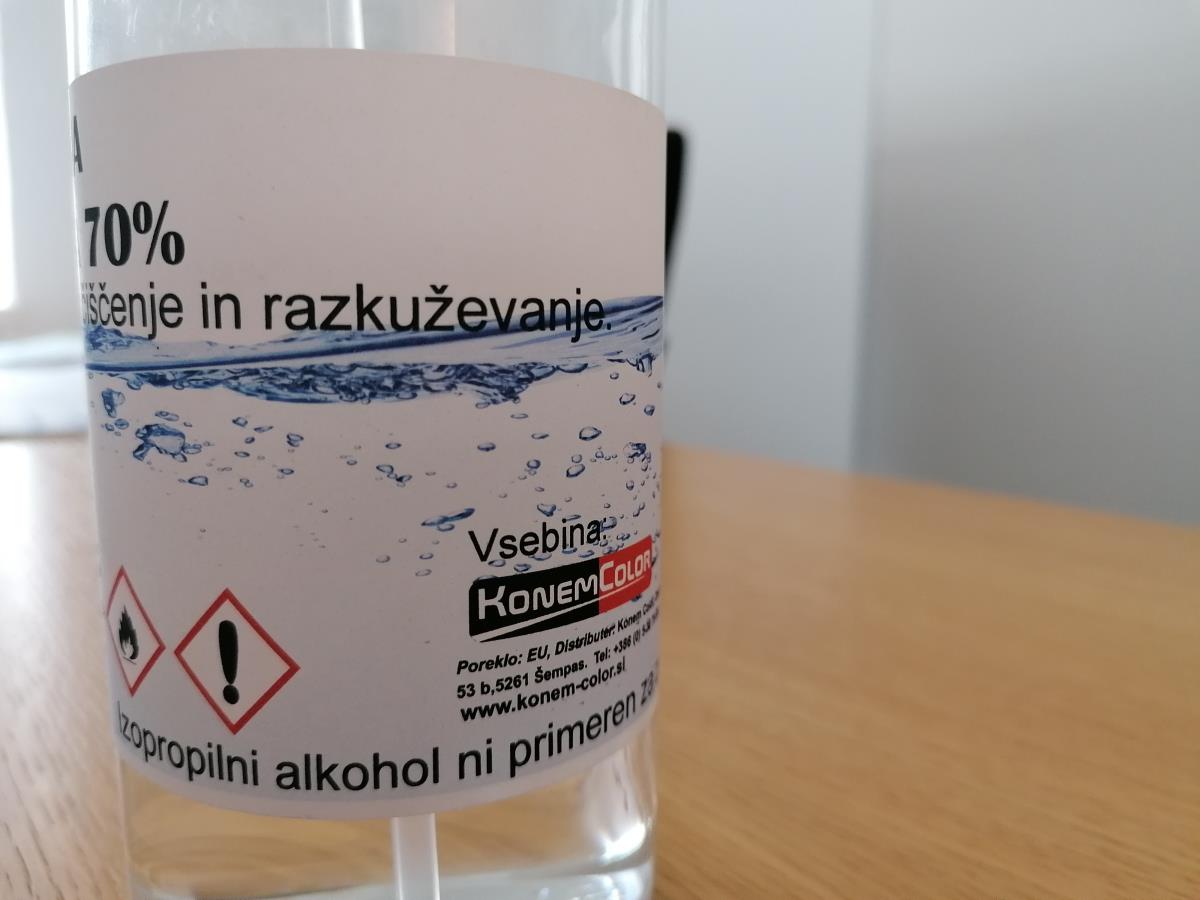 A
70%
čiščenje in razkuževanje.
Vsebina:
KONEMCOLOR
Poreklo: EU, Distributer: Konem Color,
53 b,5261 Šempas. Tel: +386 (0)
www.konem-color.si
Izopropilni alkohol ni primeren za